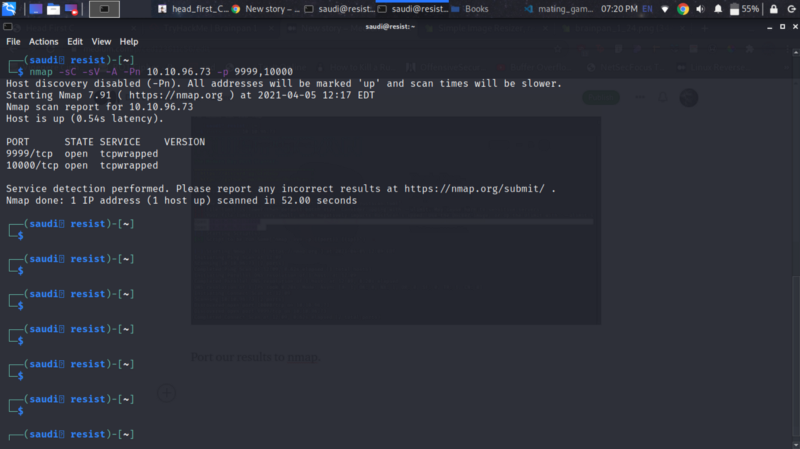 head_first_C...
New story – ...
saudi@resist...
saudi@resist...
Books
mating_gam...
07:20 PM
EN
55%
saudi@resist: ~
File Actions Edit View Help
┌──(saudi㉿ resist)-[~]
└─$ nmap -sC -sV -A -Pn 10.10.96.73 -p 9999,10000
Host discovery disabled (-Pn). All addresses will be marked 'up' and scan times will be slower.
Starting Nmap 7.91 ( https://nmap.org ) at 2021-04-05 12:17 EDT
Nmap scan report for 10.10.96.73
Host is up (0.54s latency).
PORT STATE SERVICE VERSION
9999/tcp open tcpwrapped
10000/tcp open tcpwrapped
Service detection performed. Please report any incorrect results at https://nmap.org/submit/ .
Nmap done: 1 IP address (1 host up) scanned in 52.00 seconds
┌──(saudi㉿ resist)-[~]
└─$
┌──(saudi㉿ resist)-[~]
└─$
┌──(saudi㉿ resist)-[~]
└─$
┌──(saudi㉿ resist)-[~]
└─$
┌──(saudi㉿ resist)-[~]
└─$
┌──(saudi㉿ resist)-[~]
└─$
┌──(saudi㉿ resist)-[~]
Port our results to nmap.